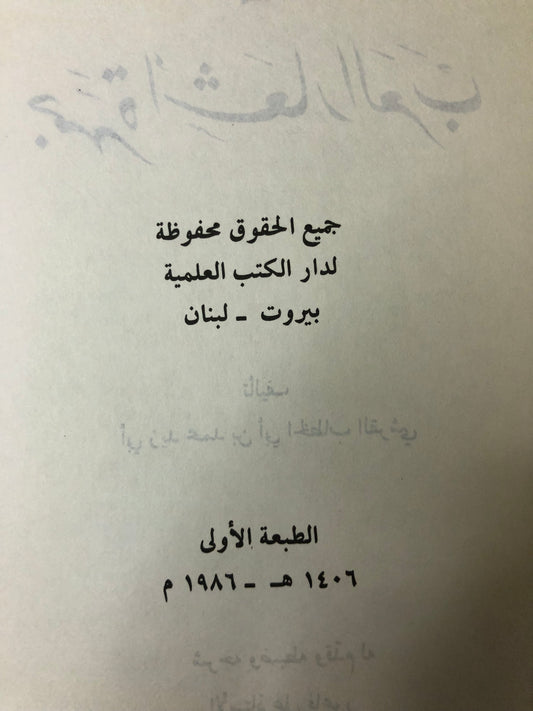 جميع الحقوق محفوظة
لدار الكتب العلمية
بيروت - لبنان
الطبعة الأولى
١٤٠٦ هـ - ١٩٨٦ م